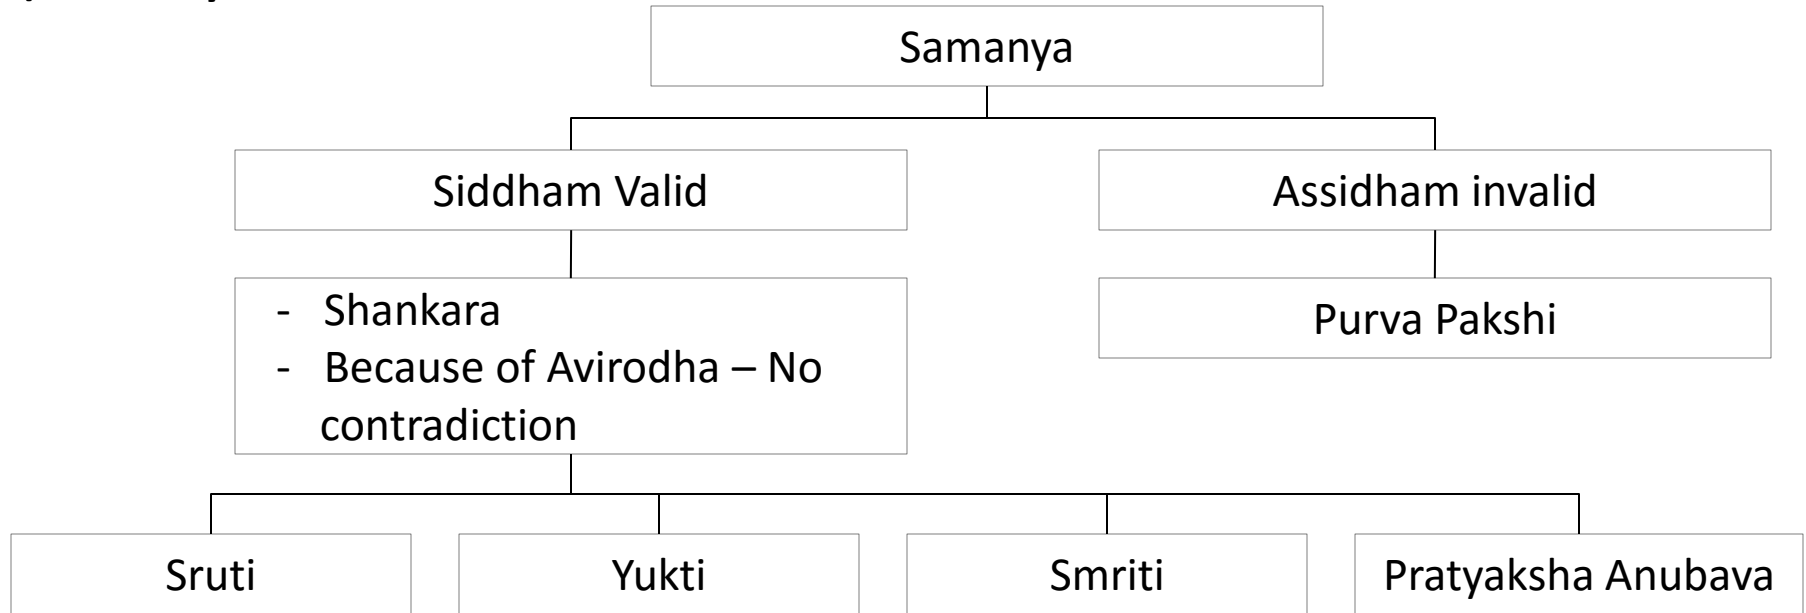 Samanya
Siddham Valid
Assidham invalid
- Shankara
- Because of Avirodha – No
contradiction
Purva Pakshi
Sruti
Yukti
Smriti
Pratyaksha Anubava